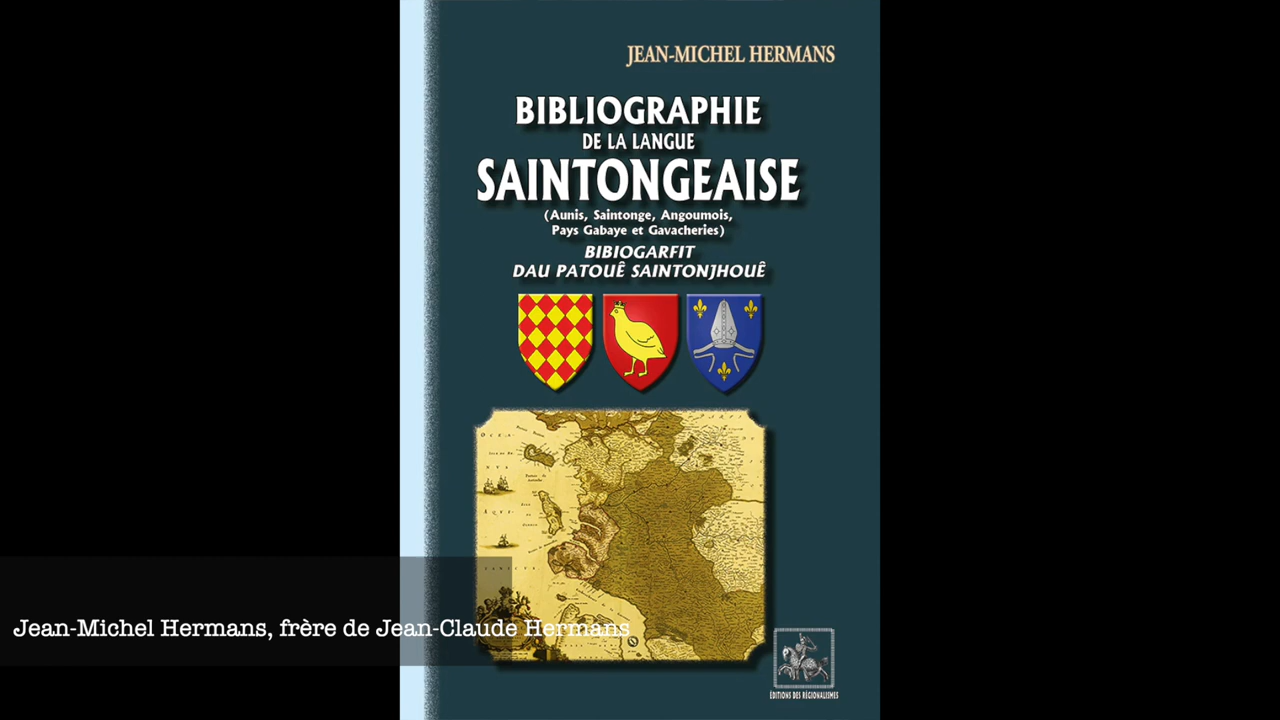 JEAN-MICHEL HERMANS
BIBLIOGRAPHIE
DE LA LANGUE
SAINTONGEAISE
(Aunis, Saintonge, Angoumois,
Pays Gabaye et Gavacheries)
BIBIOGARFIT
DAU PATOUÊ SAINTONJHOUÊ
Jean-Michel Hermans, frère de Jean-Claude Hermans
ÉDITIONS DES RÉGIONALISMES